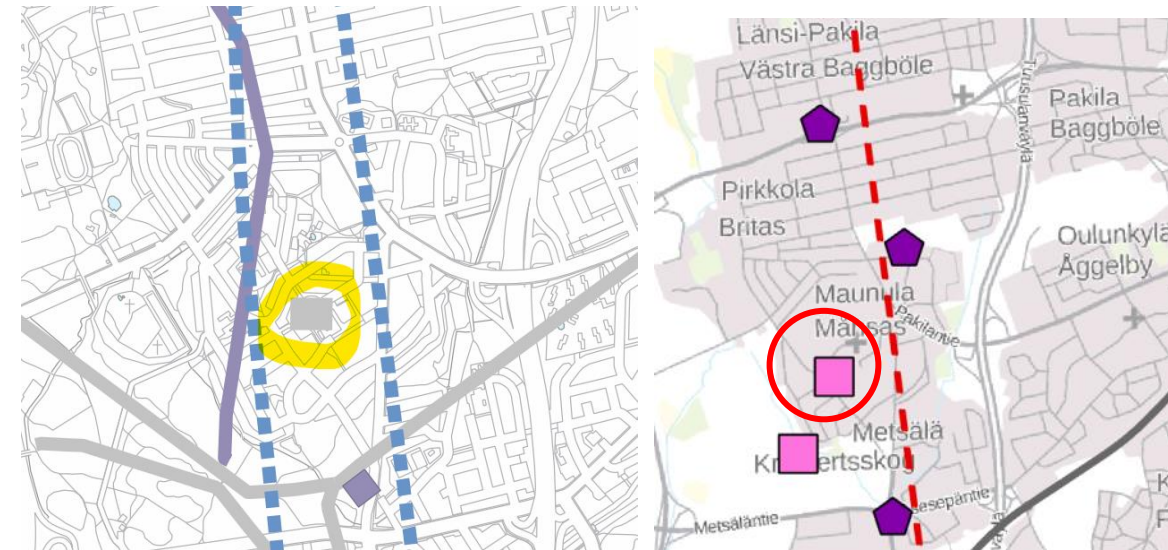 Länsi-Pakila
Västra Baggböle
Tuusulanväylä
Pakila
Baggböle
Pirkkola
Britas
Oulunkylä
Åggelby
Maunula
Månsas
Pakilantie
Metsälä
Metsäläntie